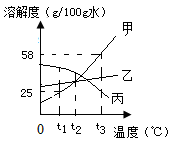 溶解度(g/100g水)
甲
58
乙
25
丙
0 t₁ t₂ t₃
温度(℃)